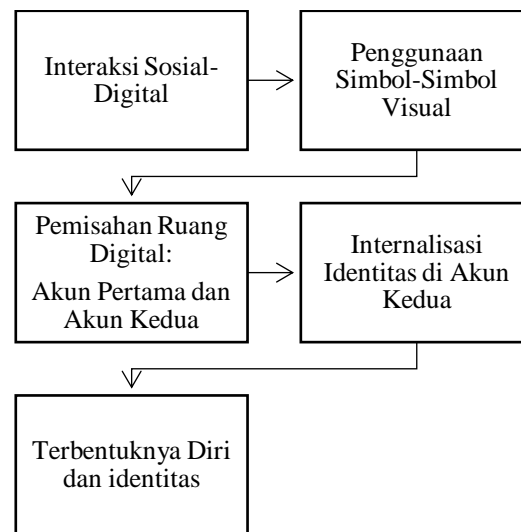 Interaksi Sosial-
Digital
Penggunaan
Simbol-Simbol
Visual
Pemisahan Ruang
Digital:
Akun Pertama dan
Akun Kedua
Internalisasi
Identitas di Akun
Kedua
Terbentuknya Diri
dan identitas